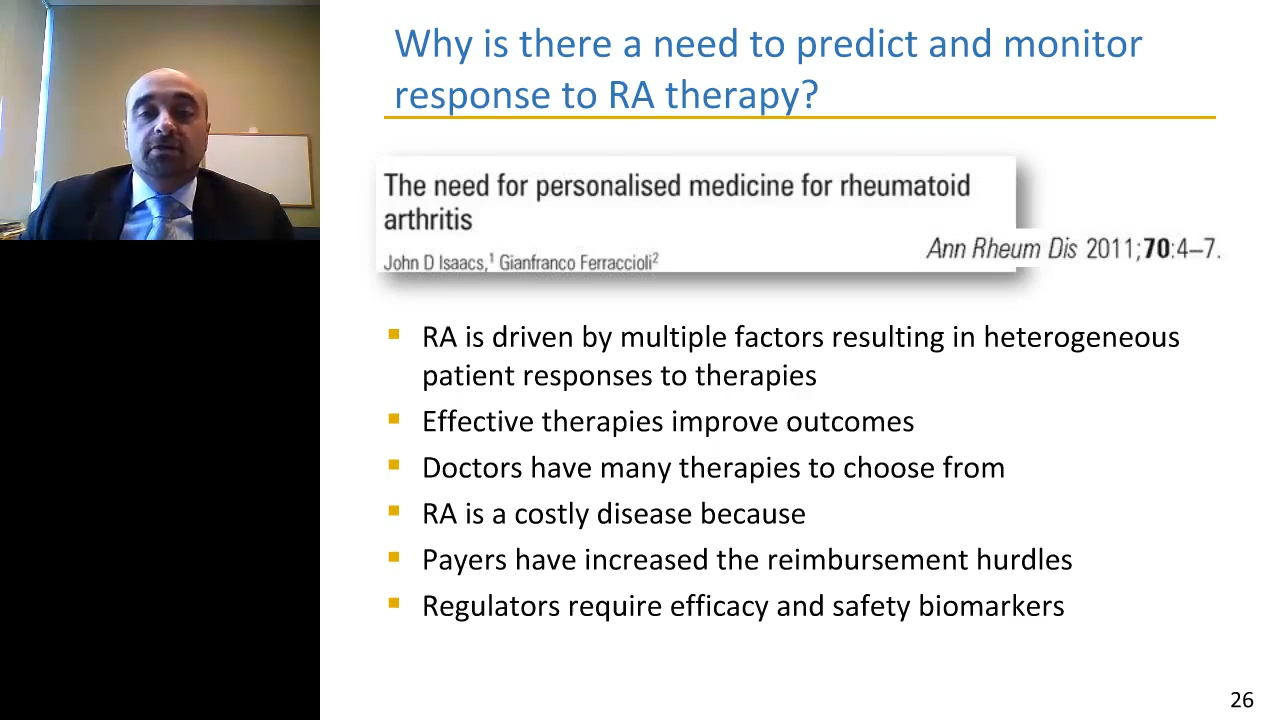 Why is there a need to predict and monitor
response to RA therapy?
The need for personalised medicine for rheumatoid
arthritis
John D Isaacs,1 Gianfranco Ferraccioli2
Ann Rheum Dis 2011;70:4–7.
RA is driven by multiple factors resulting in heterogeneous
patient responses to therapies
Effective therapies improve outcomes
Doctors have many therapies to choose from
RA is a costly disease because
Payers have increased the reimbursement hurdles
Regulators require efficacy and safety biomarkers
26